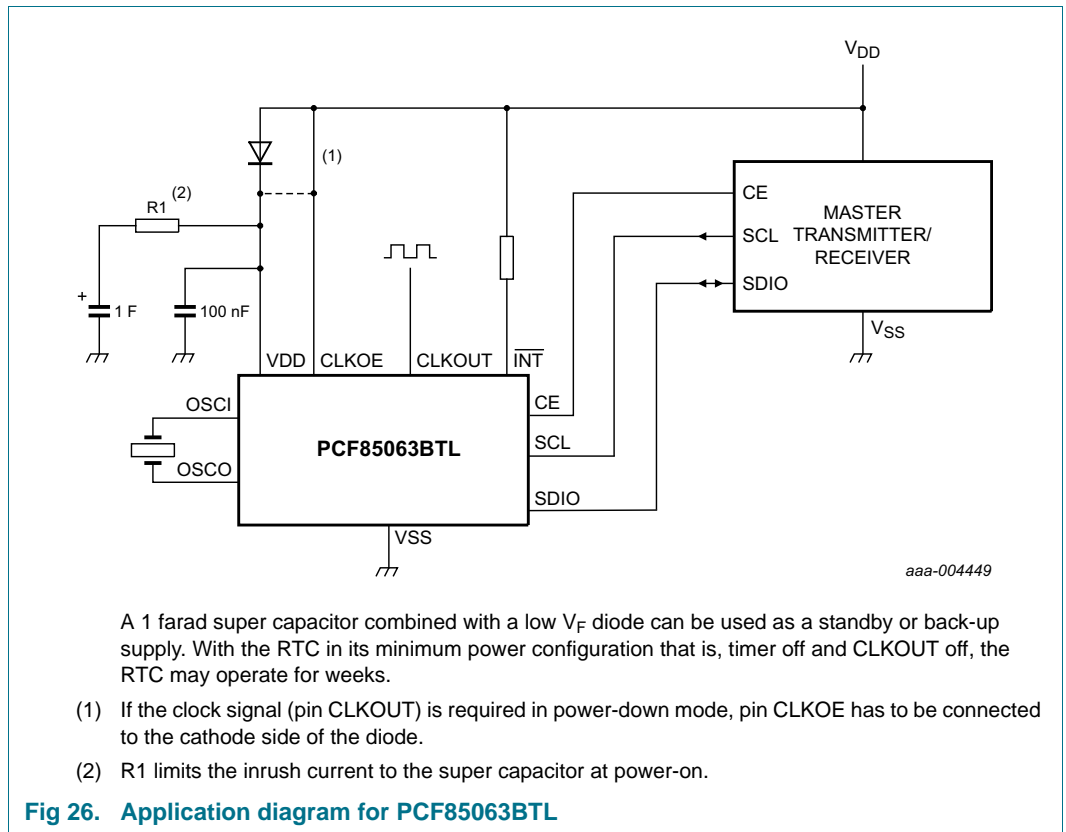 VDD
(1)
(2)
R1
CE
MASTER
TRANSMITTER/
RECEIVER
SCL
SDIO
VSS
+
1 F
100 nF
VDD
CLKOE
CLKOUT
INT
OSCI
OSCO
PCF85063BTL
CE
SCL
SDIO
VSS
aaa-004449
A 1 farad super capacitor combined with a low VF diode can be used as a standby or back-up
supply. With the RTC in its minimum power configuration that is, timer off and CLKOUT off, the
RTC may operate for weeks.
(1) If the clock signal (pin CLKOUT) is required in power-down mode, pin CLKOE has to be connected
to the cathode side of the diode.
(2) R1 limits the inrush current to the super capacitor at power-on.
Fig 26. Application diagram for PCF85063BTL